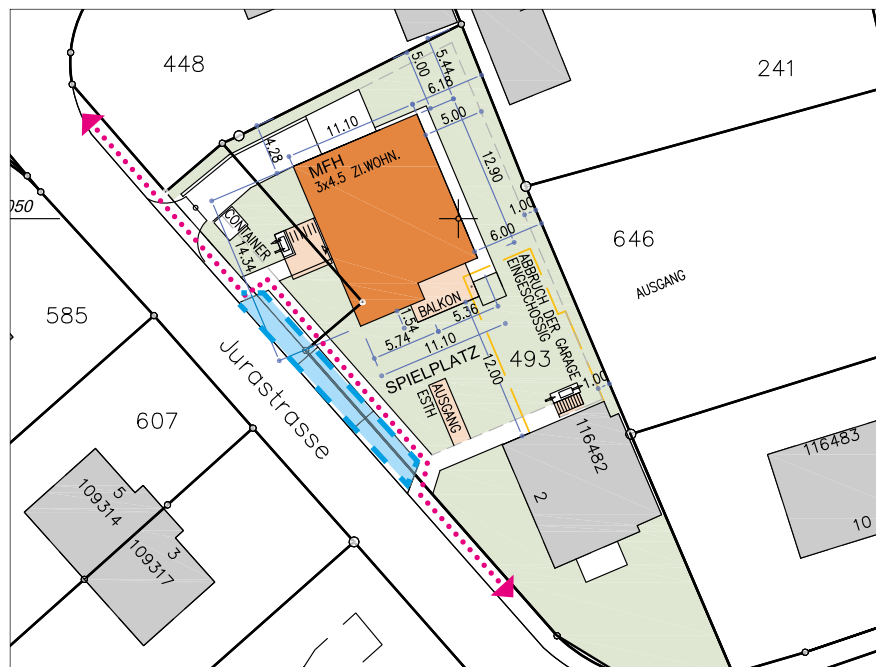 448
241
5.00
5.44
6.18
5.00
11.10
4.28
MFH
3x4.5 ZI.WOHN.
12.90
1.00
050
CONTAINER
14.34
6.00
646
AUSGANG
585
ABBRUCH DER GARAGE
EINGESCHOSSIG
BALKON
1.54
5.36
5.74
11.10
12.00
493
Jurastrasse
SPIELPLATZ
1.00
AUSGANG
ESTH
607
116482
116483
2
10
5
109314
3
109317